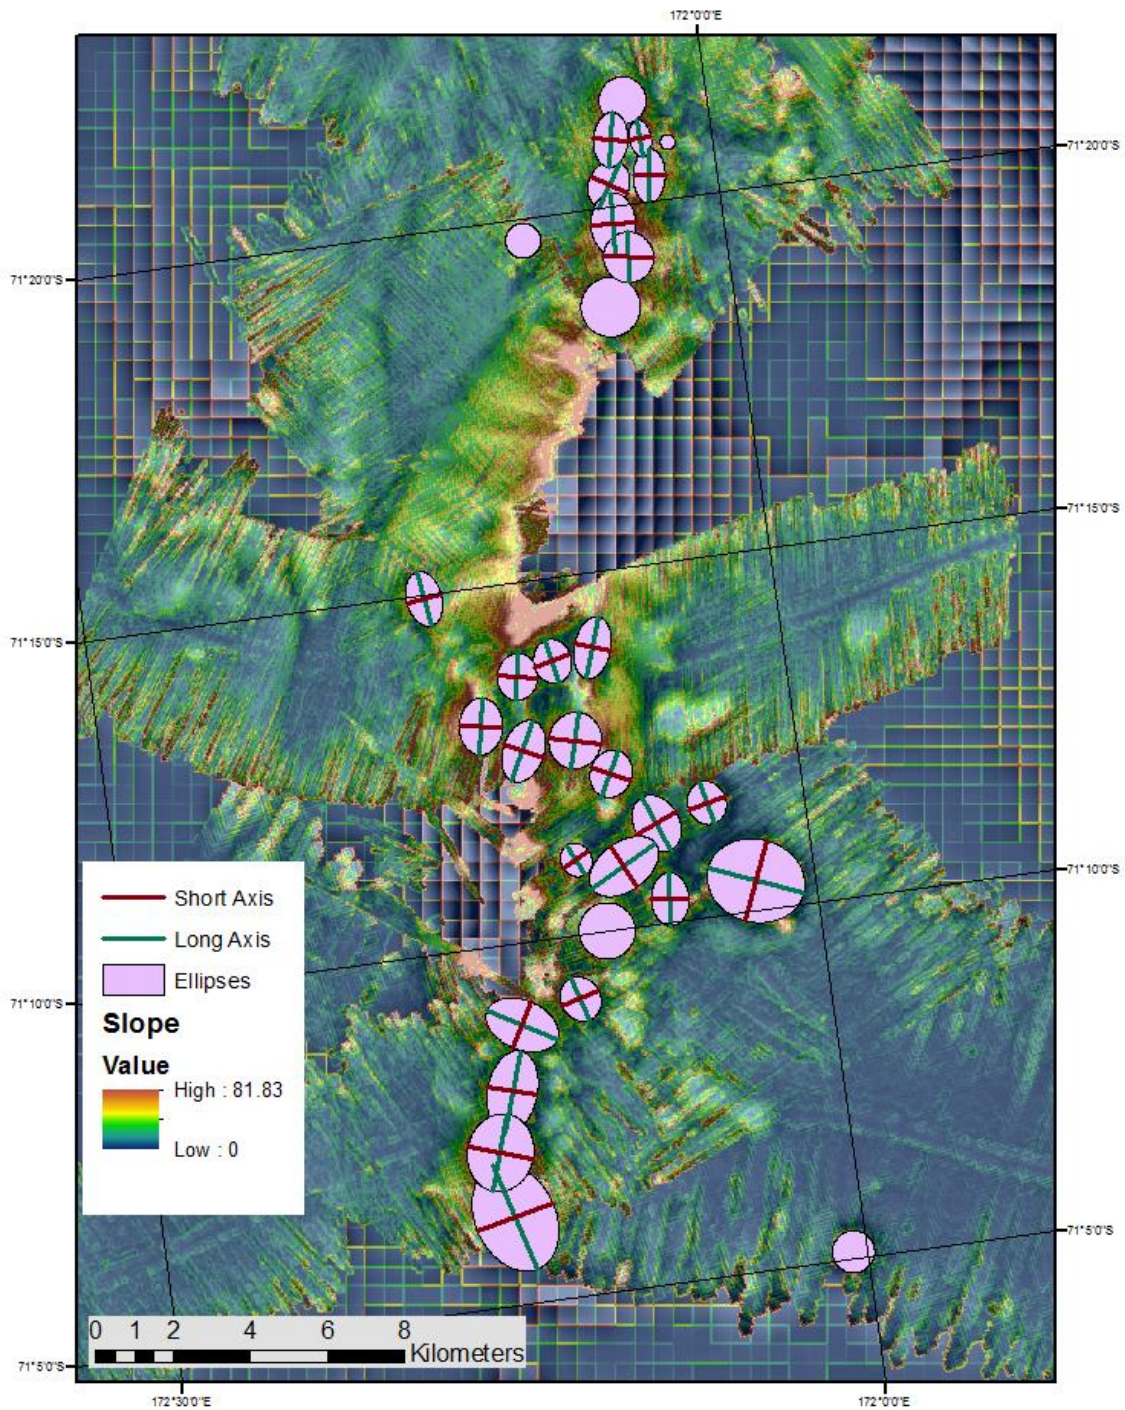 172°0'0"E
71°20'0"S
71°20'0"S
71°15'0"S
71°15'0"S
71°10'0"S
Short Axis
Long Axis
Ellipses
Slope
Value
High : 81.83
Low : 0
71°10'0"S
71°5'0"S
0 1 2 4 6 8
Kilometers
71°5'0"S
172°30'0"E
172°0'0"E